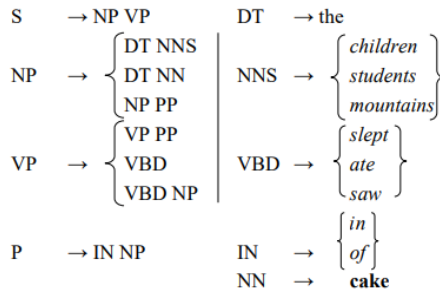 S → NP VP DT → the
NP → { DT NNS
DT NN
NP PP
NNS → { children
students
mountains }
VP → { VP PP
VBD
VBD NP
VBD → { slept
ate
saw }
P → IN NP IN → { in
of }
NN → cake